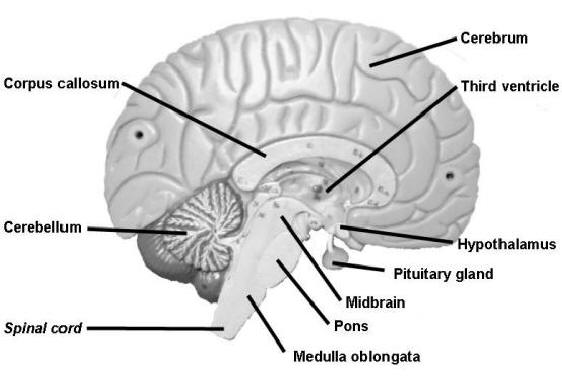 Cerebrum
Corpus callosum
Third ventricle
Cerebellum
Hypothalamus
Pituitary gland
Midbrain
Pons
Spinal cord
Medulla oblongata